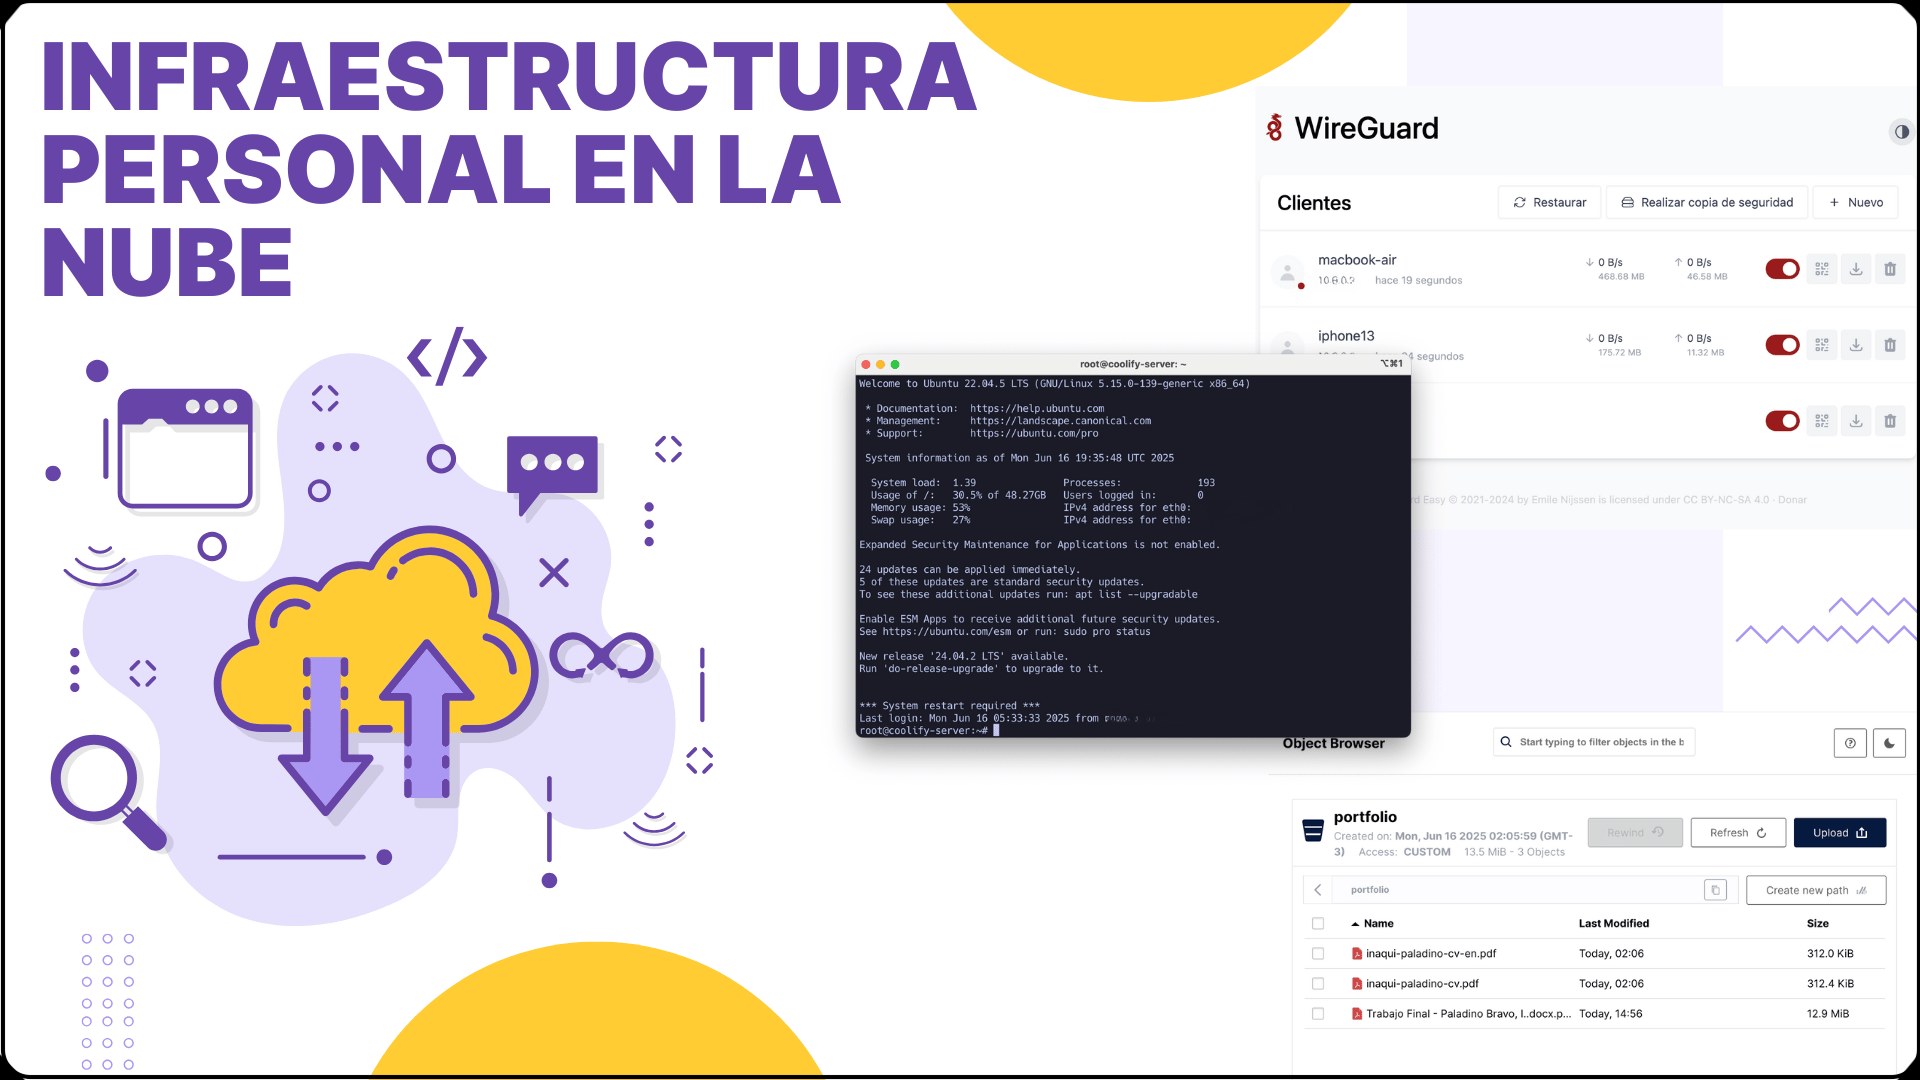 INFRAESTRUCTURA
PERSONAL EN LA
NUBE
WireGuard
Clientes
Restaurar
Realizar copia de seguridad
+ Nuevo
macbook-air
hace 19 segundos
↓ 0 B/s
468.68 MB
↑ 0 B/s
46.58 MB
iphone13
segundos
↓ 0 B/s
175.72 MB
↑ 0 B/s
11.32 MB
Easy © 2021-2024 by Emile Nijssen is licensed under CC BY-NC-SA 4.0 · Donar
root@coolify-server: ~
⌥⌘1
Welcome to Ubuntu 22.04.5 LTS (GNU/Linux 5.15.0-139-generic x86_64)
* Documentation: https://help.ubuntu.com
* Management: https://landscape.canonical.com
* Support: https://ubuntu.com/pro
System information as of Mon Jun 16 19:35:48 UTC 2025
System load: 1.39 Processes: 193
Usage of /: 30.5% of 48.27GB Users logged in: 0
Memory usage: 53% IPv4 address for eth0:
Swap usage: 27% IPv4 address for eth0:
Expanded Security Maintenance for Applications is not enabled.
24 updates can be applied immediately.
5 of these updates are standard security updates.
To see these additional updates run: apt list --upgradable
Enable ESM Apps to receive additional future security updates.
See https://ubuntu.com/esm or run: sudo pro status
New release '24.04.2 LTS' available.
Run 'do-release-upgrade' to upgrade to it.
*** System restart required ***
Last login: Mon Jun 16 05:33:33 2025 from
root@coolify-server:~#
Object Browser
Start typing to filter objects in the b
portfolio
Created on: Mon, Jun 16 2025 02:05:59 (GMT-
3) Access: CUSTOM 13.5 MiB - 3 Objects
Rewind
Refresh
Upload
portfolio
Create new path
Name Last Modified Size
inaqui-paladino-cv-en.pdf Today, 02:06 312.0 KiB
inaqui-paladino-cv.pdf Today, 02:06 312.4 KiB
Trabajo Final - Paladino Bravo, I..docx.p... Today, 14:56 12.9 MiB